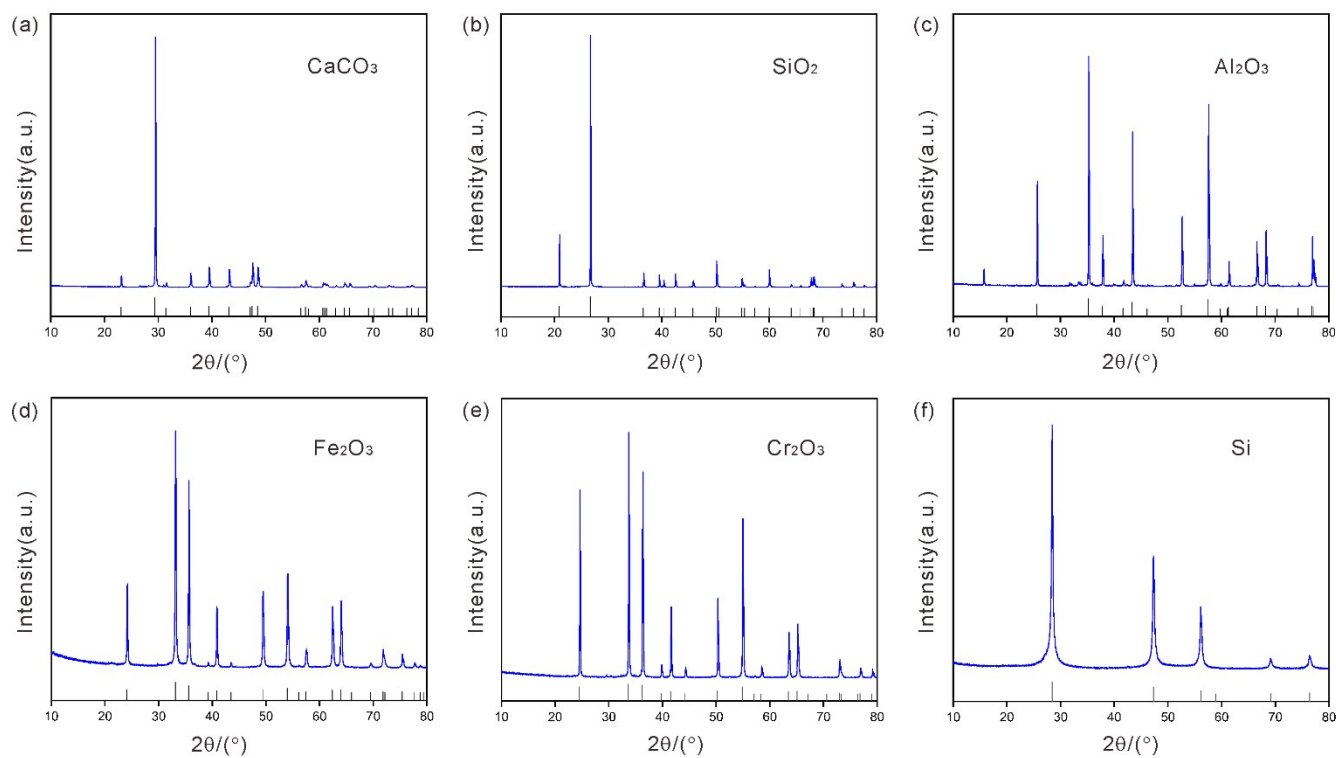 (a)
CaCO₃
Intensity(a.u.)
10 20 30 40 50 60 70 80
2θ/(°)
(b)
SiO₂
Intensity(a.u.)
10 20 30 40 50 60 70 80
2θ/(°)
(c)
Al₂O₃
Intensity(a.u.)
10 20 30 40 50 60 70 80
2θ/(°)
(d)
Fe₂O₃
Intensity(a.u.)
10 20 30 40 50 60 70 80
2θ/(°)
(e)
Cr₂O₃
Intensity(a.u.)
10 20 30 40 50 60 70 80
2θ/(°)
(f)
Si
Intensity(a.u.)
10 20 30 40 50 60 70 80
2θ/(°)